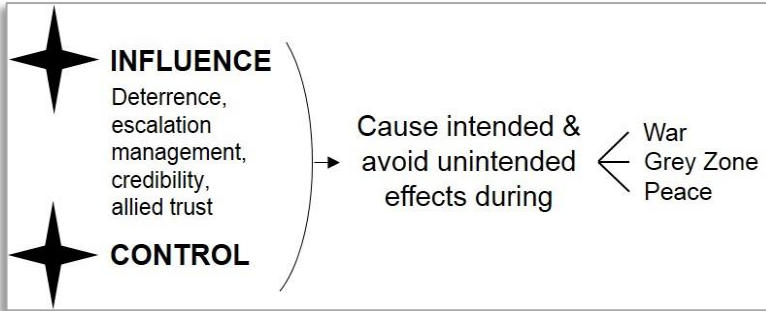 INFLUENCE
Deterrence,
escalation
management,
credibility,
allied trust
CONTROL
Cause intended &
avoid unintended
effects during
War
Grey Zone
Peace